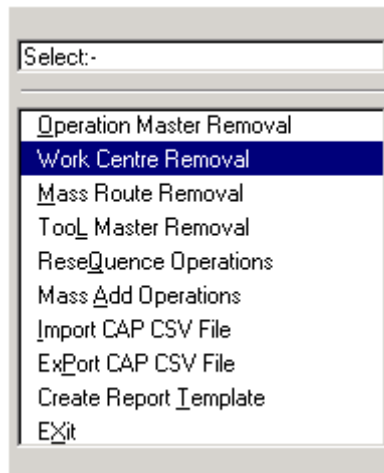 Select:-
Operation Master Removal
Work Centre Removal
Mass Route Removal
TooL Master Removal
ReseQuence Operations
Mass Add Operations
Import CAP CSV File
ExPort CAP CSV File
Create Report Template
EXit